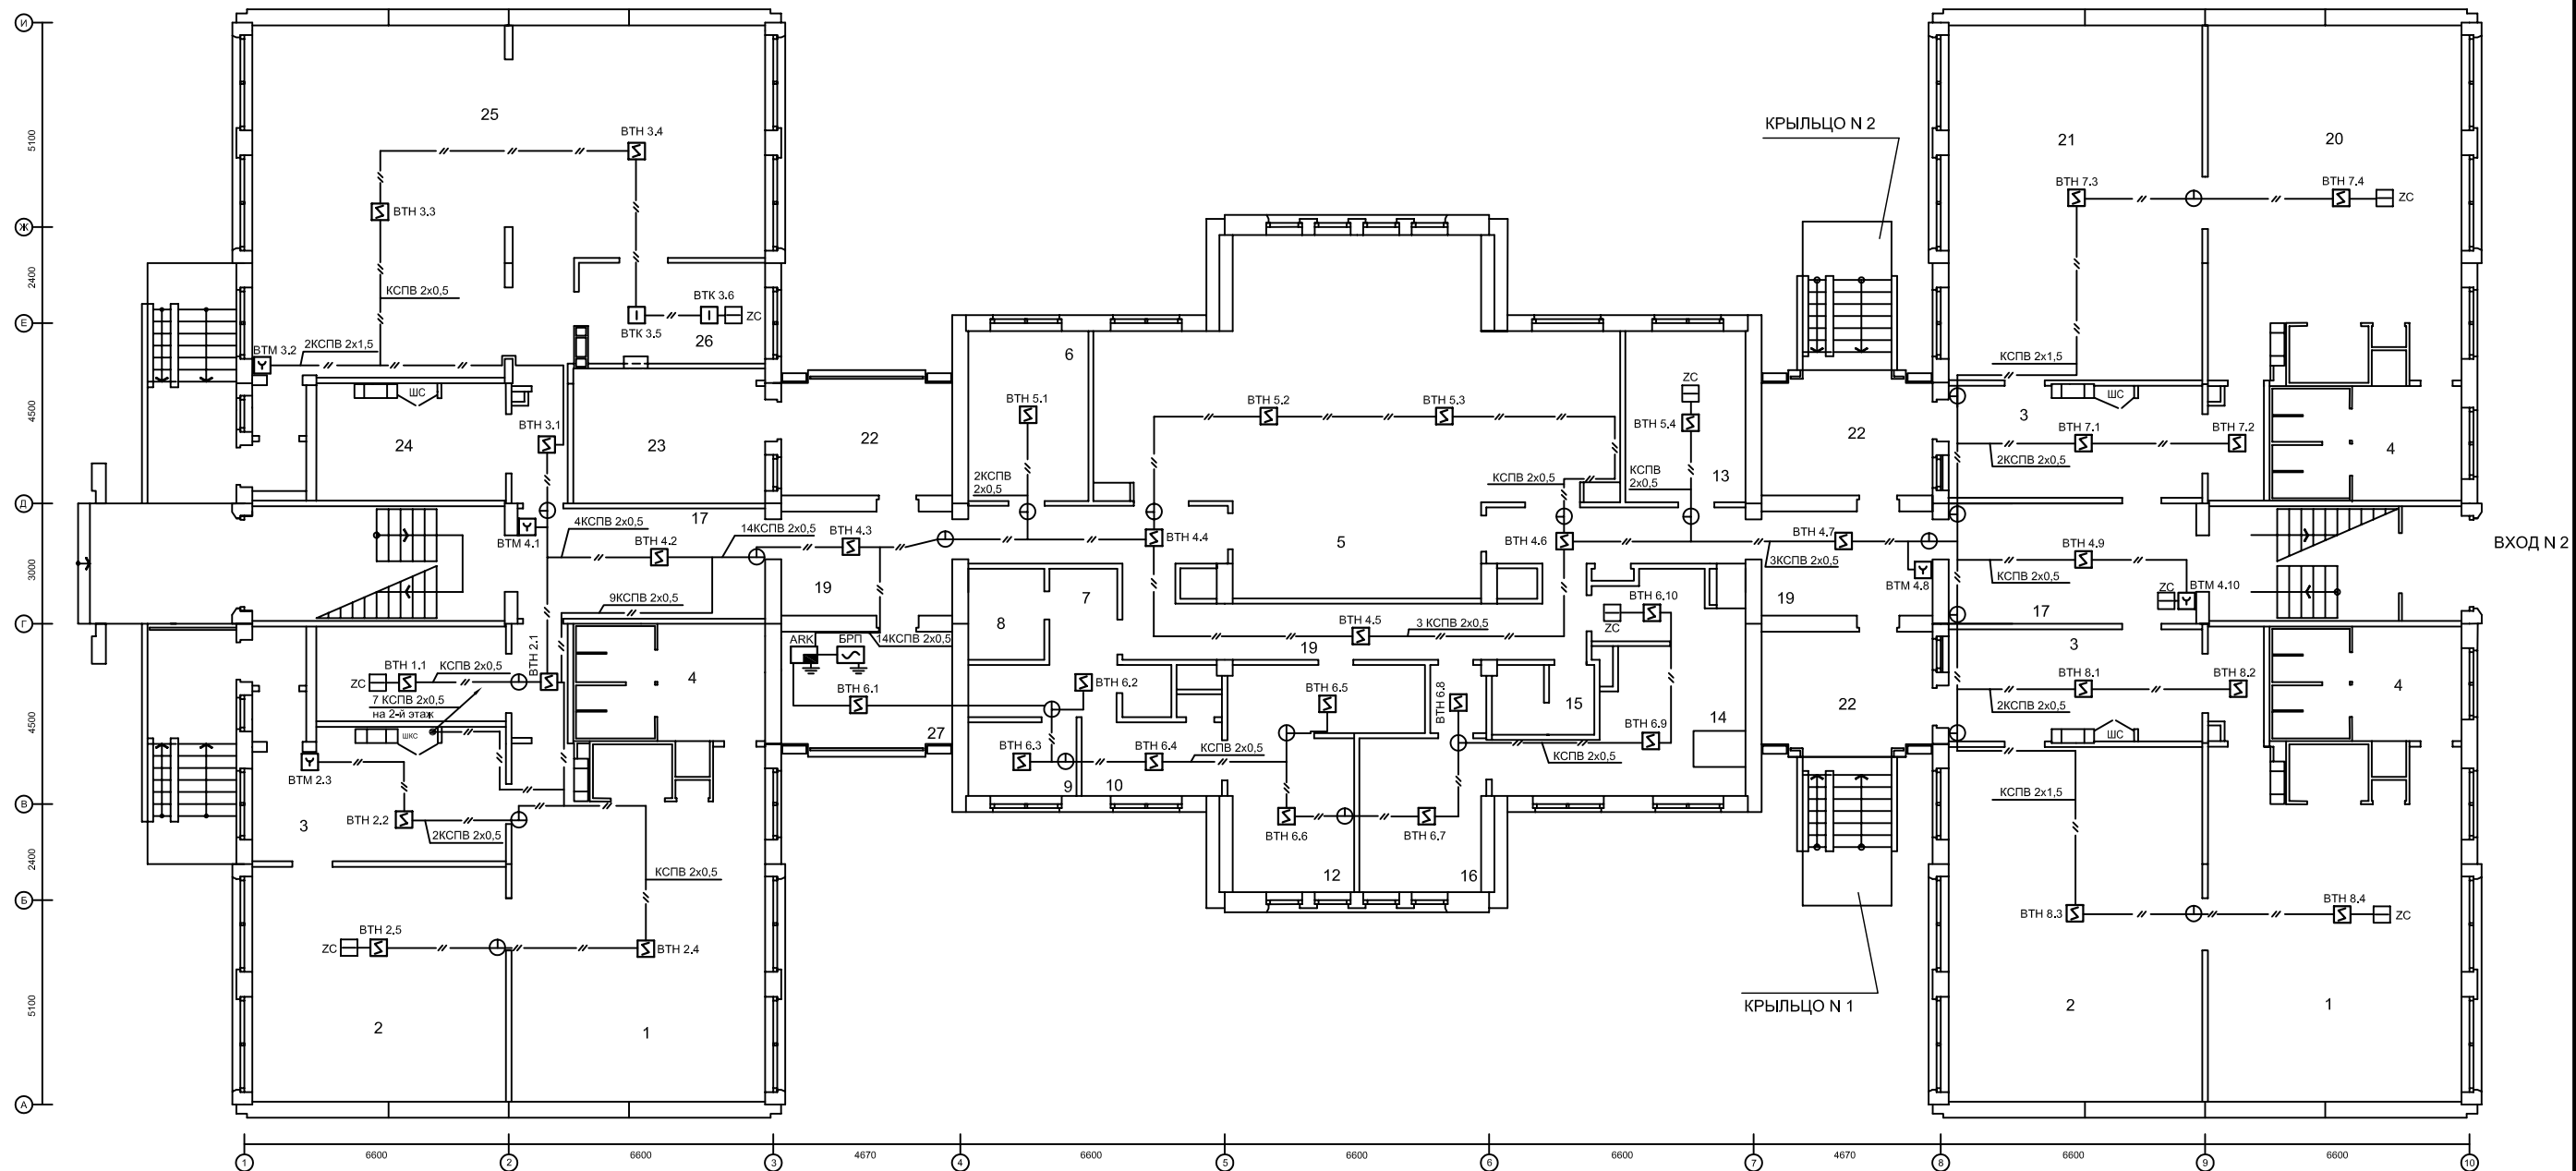 И
Ж
Е
Д
Г
В
Б
А
5100
2400
4500
3000
4500
2400
5100
25
ВТН 3.4
ВТН 3.3
КСПВ 2х0,5
ВТК 3.6
ZC
ВТК 3.5
26
ВТМ 3.2
2КСПВ 2х1,5
ШС
24
ВТН 3.1
23
22
ВТМ 4.1
4КСПВ 2х0,5
17
ВТН 4.2
14КСПВ 2х0,5
ВТН 4.3
9КСПВ 2х0,5
19
ARK
БРП
14КСПВ 2х0,5
ВТН 2.1
ВТН 1.1
КСПВ 2х0,5
ZC
7 КСПВ 2х0,5
на 2-й этаж
4
ВТН 6.1
27
ШКС
ВТМ 2.3
3
ВТН 2.2
2КСПВ 2х0,5
КСПВ 2х0,5
ВТН 2.5
ZC
ВТН 2.4
2
1
6
ВТН 5.1
2КСПВ
2х0,5
ВТН 5.2
ВТН 5.3
ВТН 4.4
5
КСПВ 2х0,5
ZC
ВТН 5.4
КСПВ
2х0,5
13
ВТН 4.6
7
8
ВТН 4.5
3 КСПВ 2х0,5
19
ВТН 6.10
ZC
ВТН 6.2
ВТН 6.5
ВТН 6.8
15
14
ВТН 6.9
ВТН 6.3
ВТН 6.4
КСПВ 2х0,5
КСПВ 2х0,5
9
10
ВТН 6.6
ВТН 6.7
12
16
КРЫЛЬЦО N 2
22
ВТН 4.7
3КСПВ 2х0,5
ВТМ 4.8
19
22
КРЫЛЬЦО N 1
21
20
ВТН 7.3
ВТН 7.4
ZC
КСПВ 2х1,5
ШС
3
ВТН 7.1
ВТН 7.2
2КСПВ 2х0,5
4
ВТН 4.9
КСПВ 2х0,5
ZC
ВТМ 4.10
17
ВХОД N 2
3
ВТН 8.1
ВТН 8.2
2КСПВ 2х0,5
4
ШС
КСПВ 2х1,5
ВТН 8.3
ВТН 8.4
ZC
2
1
1
6600
2
6600
3
4670
4
6600
5
6600
6
6600
7
4670
8
6600
9
6600
10